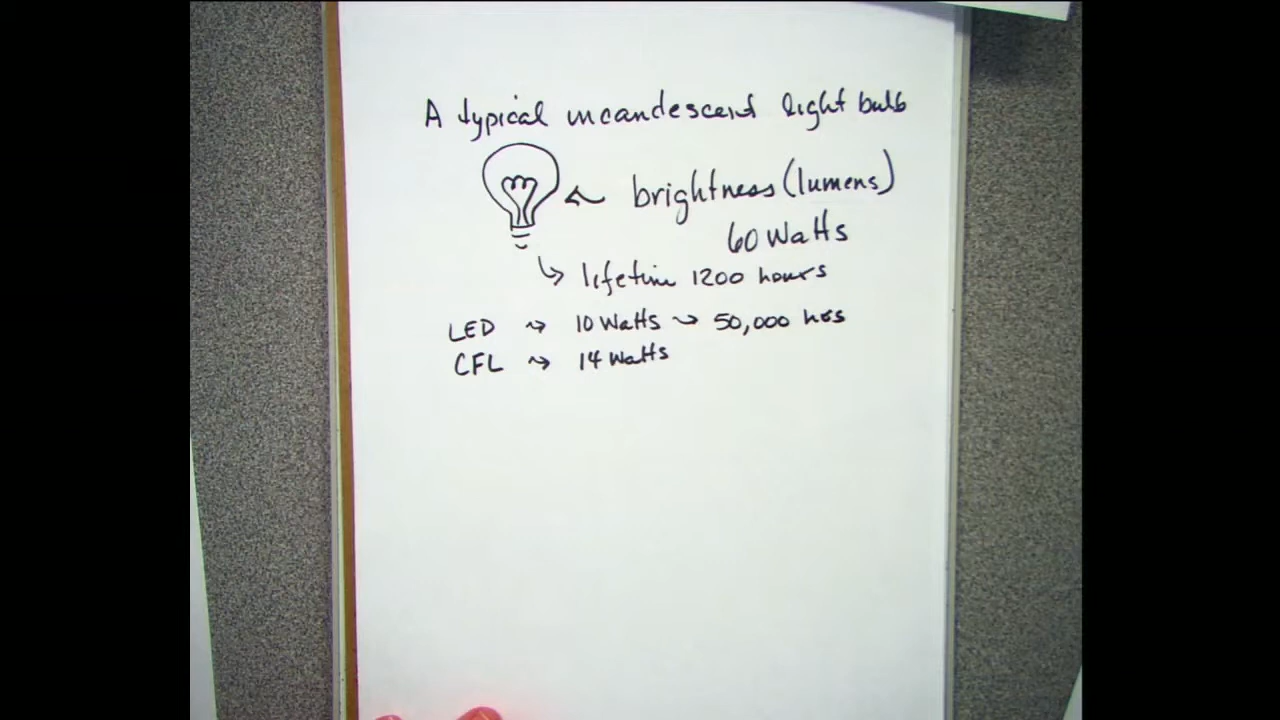 A typical incandescent light bulb
brightness (lumens)
60 Watts
lifetim 1200 hours
LED → 10 Watts → 50,000 hrs
CFL → 14 Watts